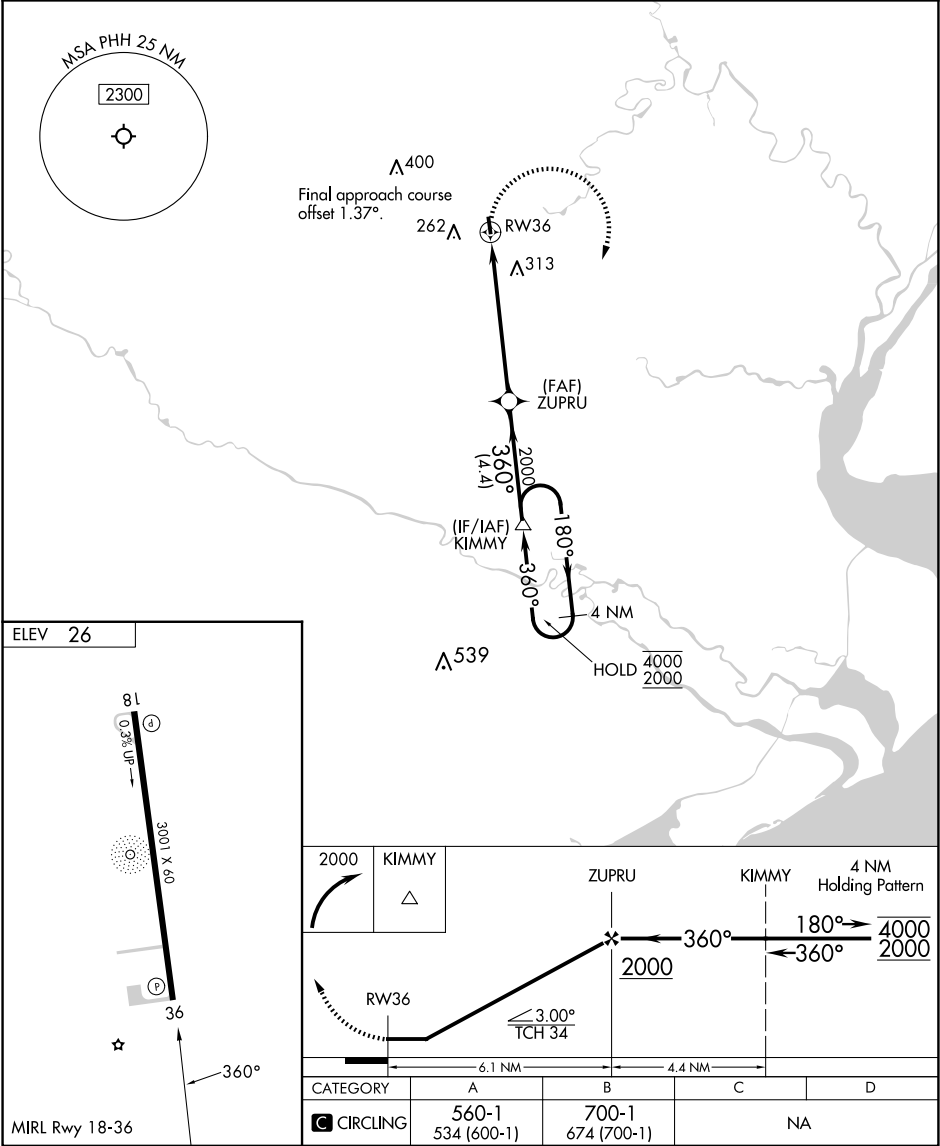 MSA PHH 25 NM
2300
400
Final approach course
offset 1.37°.
262
RW36
313
(FAF)
ZUPRU
2000
360°
(4.4)
(IF/IAF)
KIMMY
180°
360°
4 NM
HOLD 4000
2000
539
ELEV 26
18
P
0.3% UP
3001 X 60
P
36
360°
MIRL Rwy 18-36
2000
KIMMY
ZUPRU
KIMMY
4 NM
Holding Pattern
180°
4000
360°
360°
2000
2000
RW36
3.00°
TCH 34
6.1 NM
4.4 NM
CATEGORY A B C D
C CIRCLING 560-1 700-1 NA
534 (600-1) 674 (700-1)